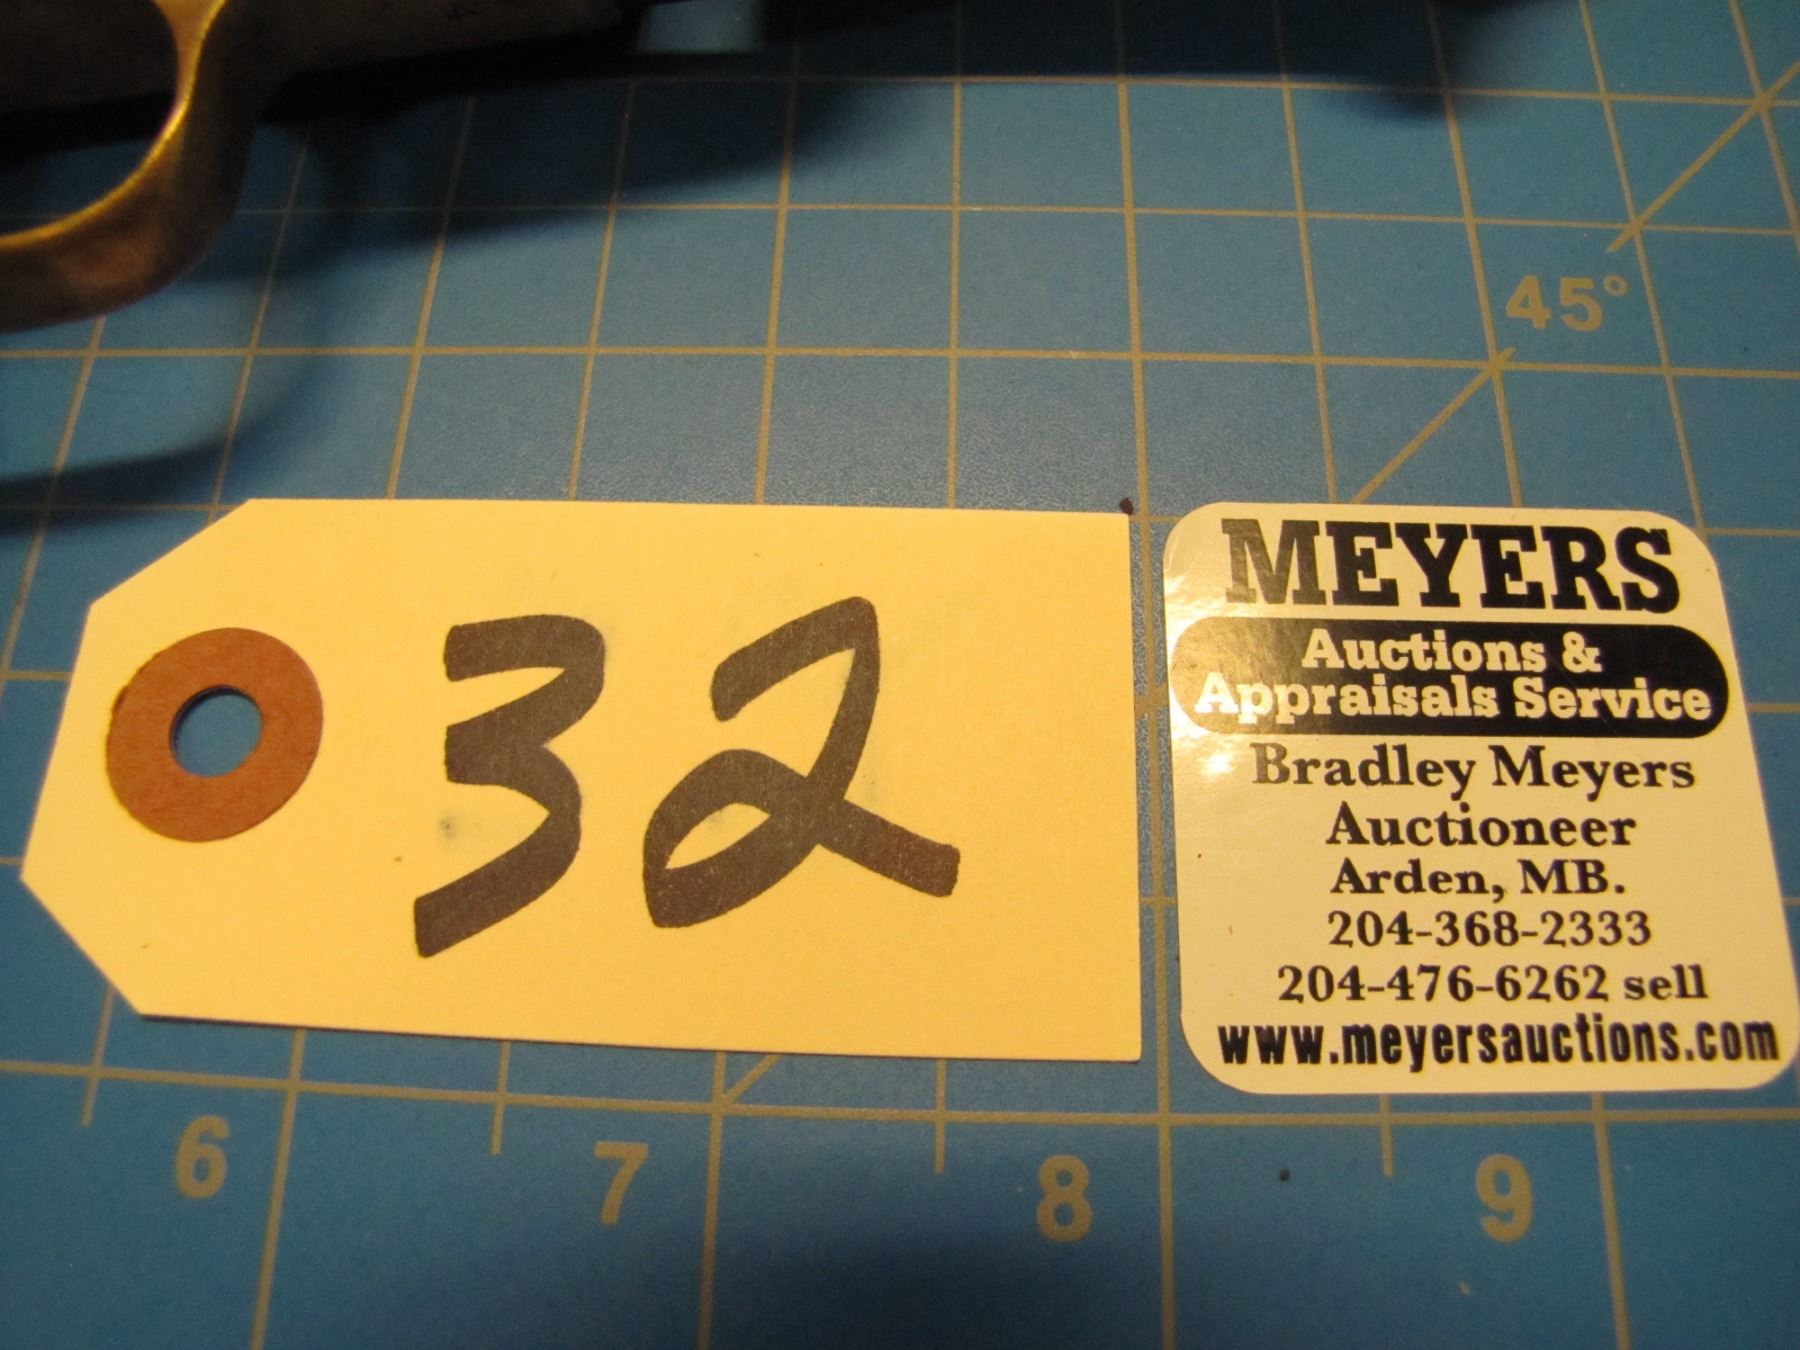 45°
32
MEYERS
Auctions &
Appraisals Service
Bradley Meyers
Auctioneer
Arden, MB.
204-368-2333
204-476-6262 sell
www.meyersauctions.com
6 7 8 9